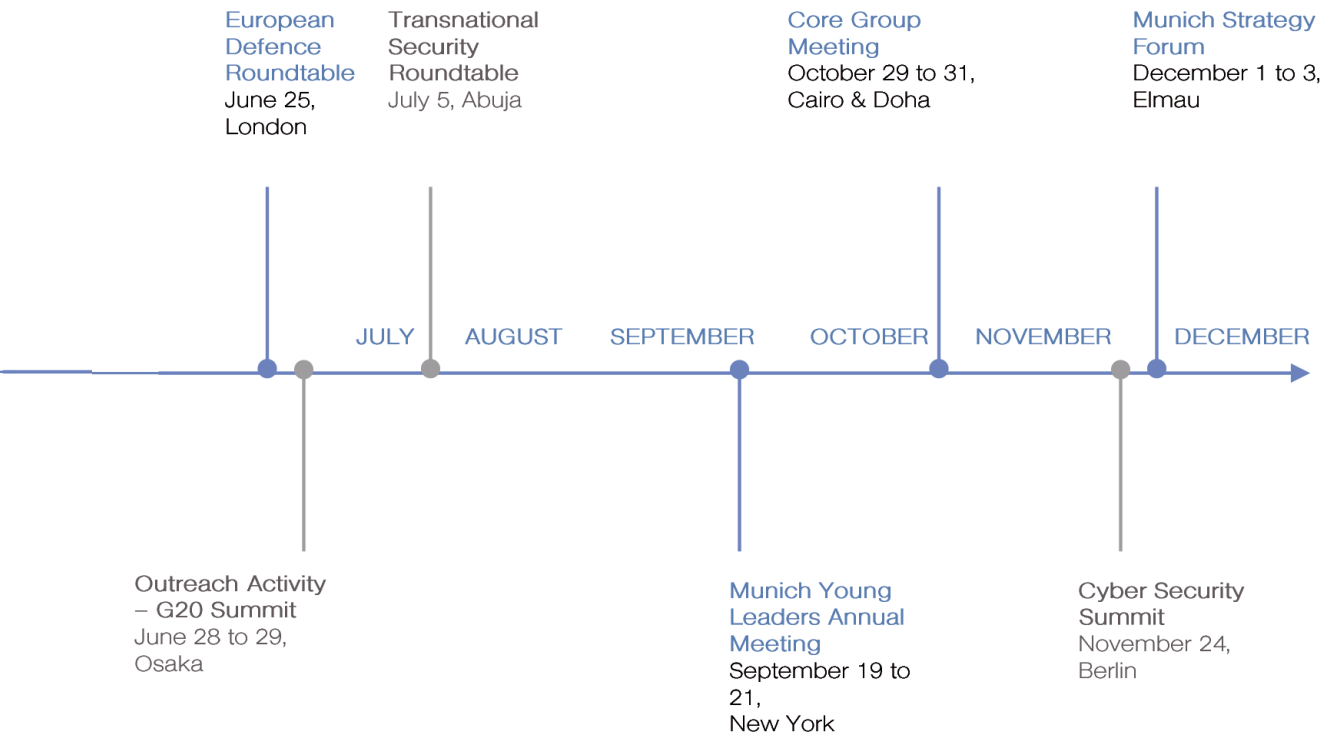 European
Defence
Roundtable
June 25,
London
Transnational
Security
Roundtable
July 5, Abuja
Core Group
Meeting
October 29 to 31,
Cairo & Doha
Munich Strategy
Forum
December 1 to 3,
Elmau
JULY
AUGUST
SEPTEMBER
OCTOBER
NOVEMBER
DECEMBER
Outreach Activity
– G20 Summit
June 28 to 29,
Osaka
Munich Young
Leaders Annual
Meeting
September 19 to
21,
New York
Cyber Security
Summit
November 24,
Berlin